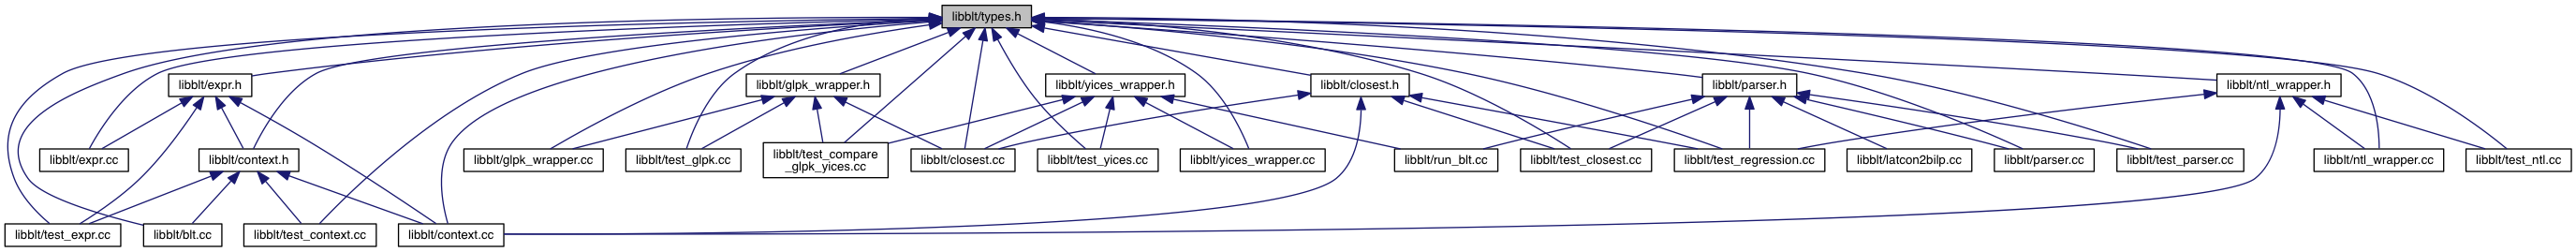 libblt/types.h
libblt/expr.h
libblt/glpk_wrapper.h
libblt/yices_wrapper.h
libblt/closest.h
libblt/parser.h
libblt/ntl_wrapper.h
libblt/expr.cc
libblt/context.h
libblt/glpk_wrapper.cc
libblt/test_glpk.cc
libblt/test_compare
_glpk_yices.cc
libblt/closest.cc
libblt/test_yices.cc
libblt/yices_wrapper.cc
libblt/run_blt.cc
libblt/test_closest.cc
libblt/test_regression.cc
libblt/latcon2bilp.cc
libblt/parser.cc
libblt/test_parser.cc
libblt/ntl_wrapper.cc
libblt/test_ntl.cc
libblt/test_expr.cc
libblt/blt.cc
libblt/test_context.cc
libblt/context.cc